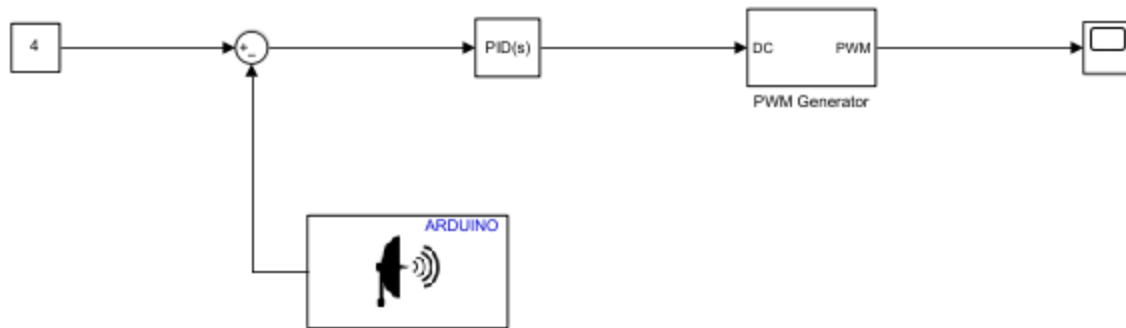 4
+
-
PID(s)
DC
PWM
PWM Generator
ARDUINO